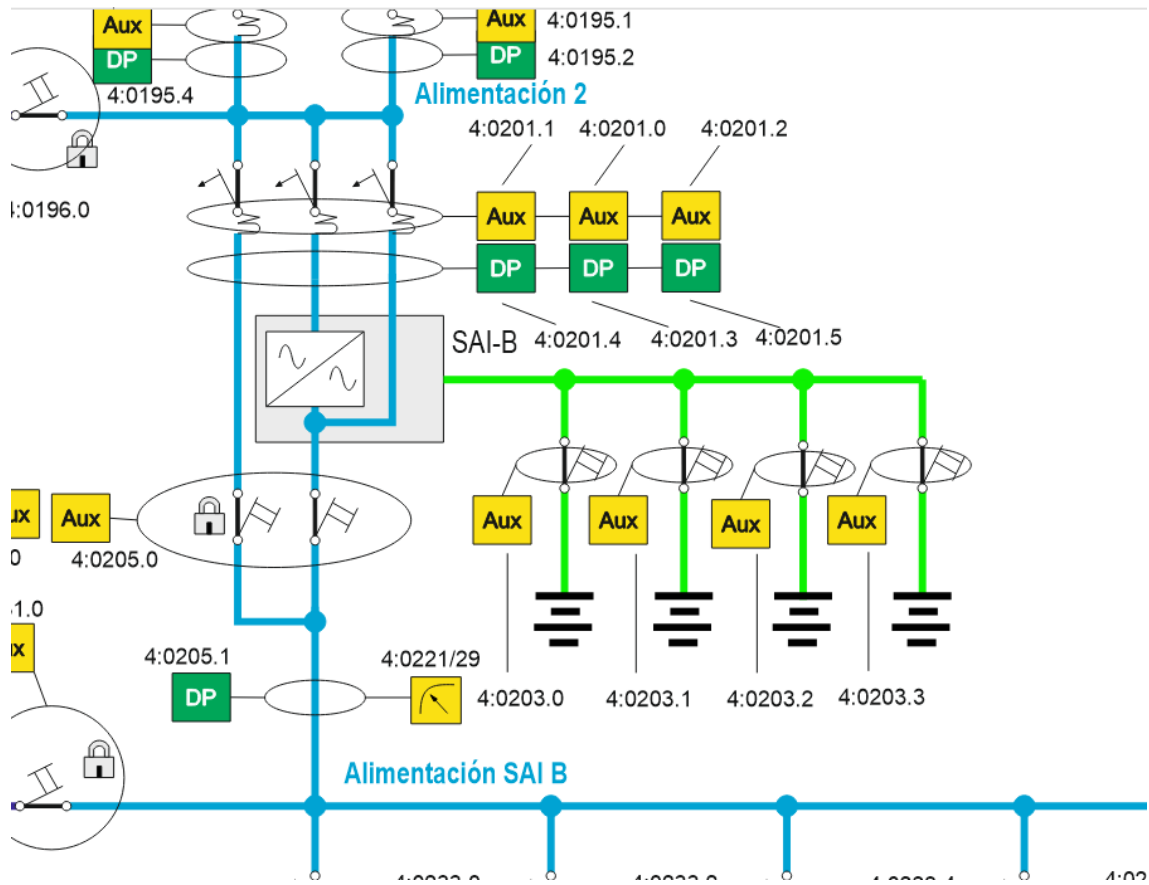 Aux
Aux 4:0195.1
DP
DP 4:0195.2
4:0195.4
Alimentación 2
4:0201.1 4:0201.0 4:0201.2
4:0196.0
Aux Aux Aux
DP DP DP
SAI-B 4:0201.4 4:0201.3 4:0201.5
Aux Aux Aux Aux Aux
4:0205.0
4:0205.1 4:0221/29
DP
4:0203.0 4:0203.1 4:0203.2 4:0203.3
Alimentación SAI B